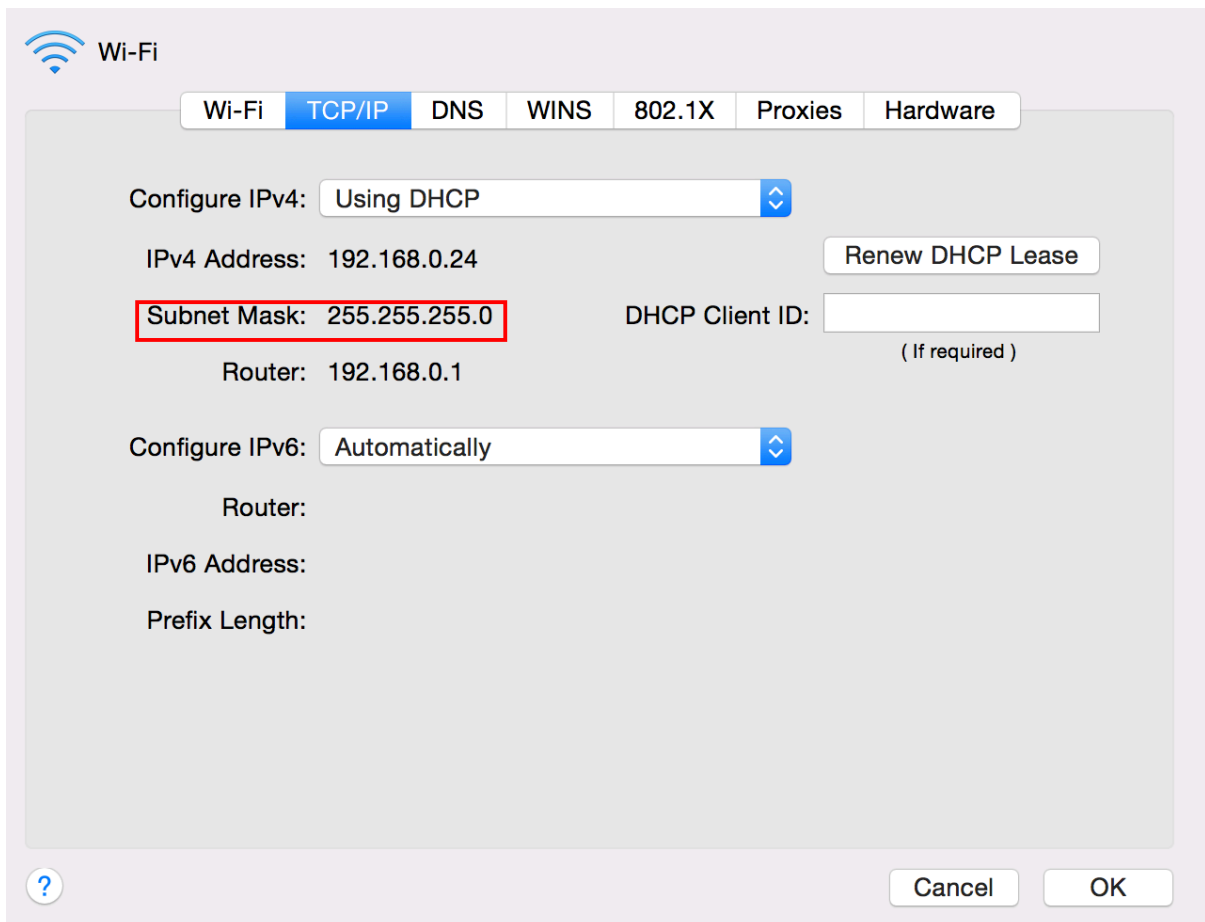 Wi-Fi
Wi-Fi TCP/IP DNS WINS 802.1X Proxies Hardware
Configure IPv4: Using DHCP
IPv4 Address: 192.168.0.24 Renew DHCP Lease
Subnet Mask: 255.255.255.0 DHCP Client ID:
( If required )
Router: 192.168.0.1
Configure IPv6: Automatically
Router:
IPv6 Address:
Prefix Length:
? Cancel OK